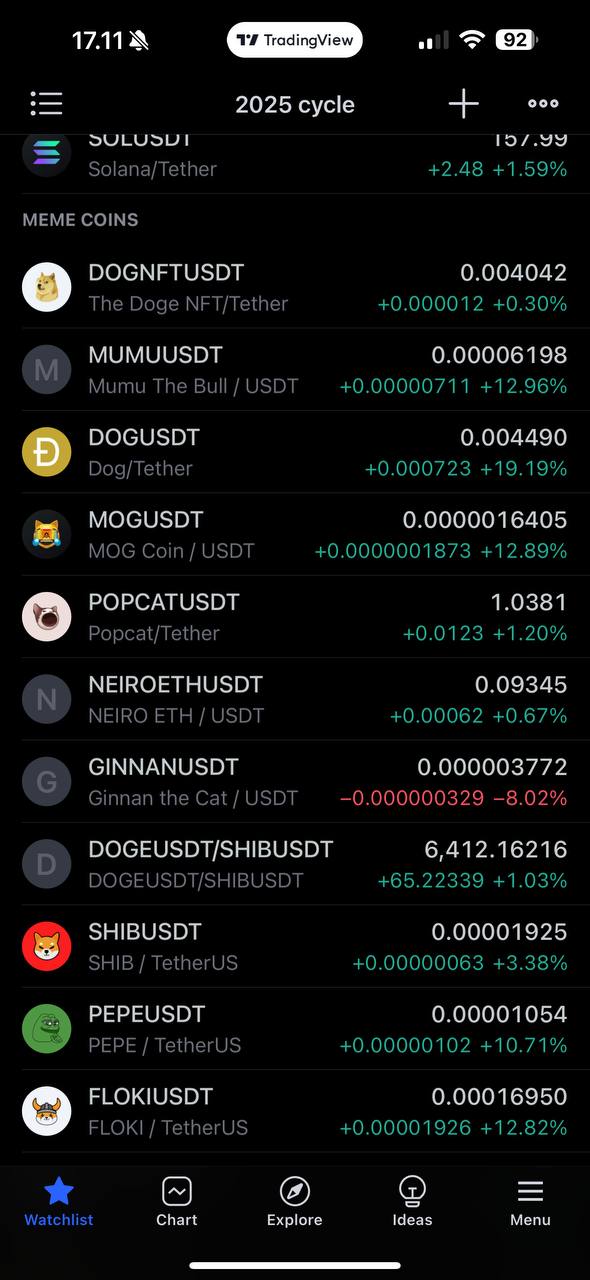 17.11
TradingView
92
2025 cycle
SOLUSDT 157.99
Solana/Tether +2.48 +1.59%
MEME COINS
DOGNFTUSDT 0.004042
The Doge NFT/Tether +0.000012 +0.30%
M
MUMUUSDT 0.00006198
Mumu The Bull / USDT +0.00000711 +12.96%
DOGUSDT 0.004490
Dog/Tether +0.000723 +19.19%
MOGUSDT 0.0000016405
MOG Coin / USDT +0.0000001873 +12.89%
POPCATUSDT 1.0381
Popcat/Tether +0.0123 +1.20%
N
NEIROETHUSDT 0.09345
NEIRO ETH / USDT +0.00062 +0.67%
G
GINNANUSDT 0.000003772
Ginnan the Cat / USDT −0.000000329 −8.02%
D
DOGEUSDT/SHIBUSDT 6,412.16216
DOGEUSDT/SHIBUSDT +65.22339 +1.03%
SHIBUSDT 0.00001925
SHIB / TetherUS +0.00000063 +3.38%
PEPEUSDT 0.00001054
PEPE / TetherUS +0.00000102 +10.71%
FLOKIUSDT 0.00016950
FLOKI / TetherUS +0.00001926 +12.82%
Watchlist Chart Explore Ideas Menu